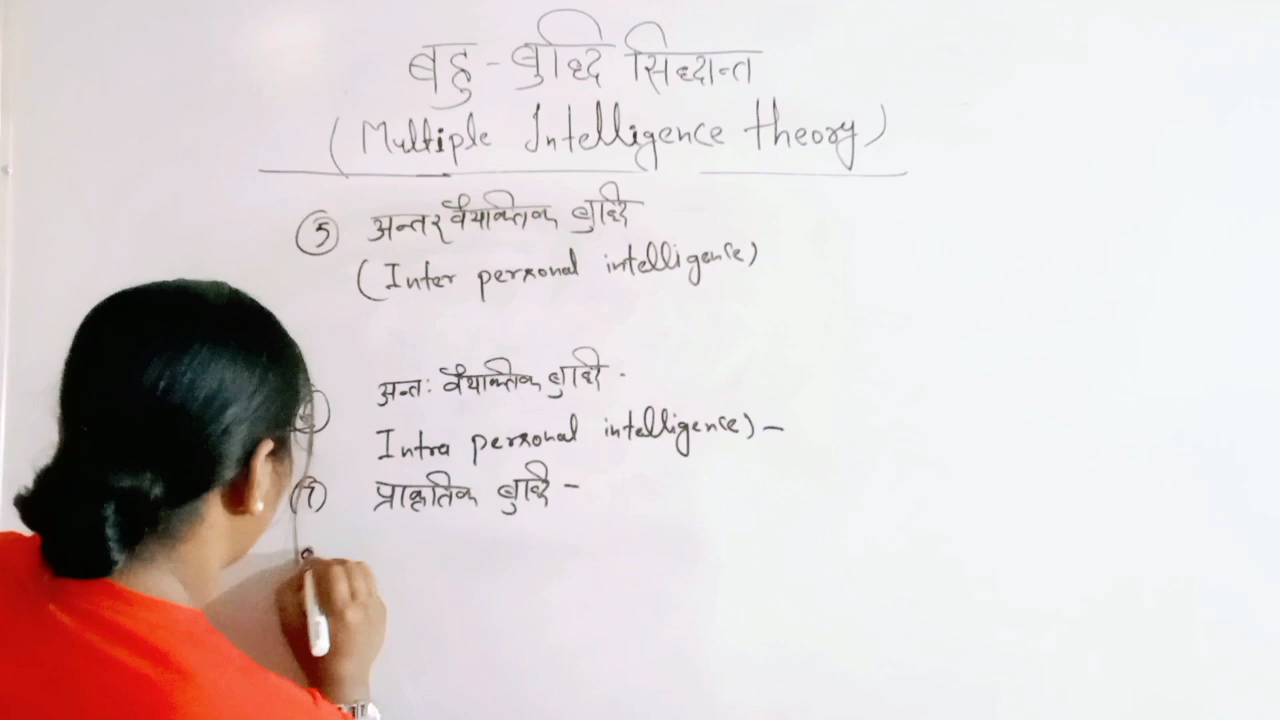 बहु - बुद्धि सिद्धान्त
(Multiple Intelligence theory)
5 अन्तरवैयक्तिक बुद्धि
(Inter personal intelligence)
अन्तः वैयक्तिक बुद्धि -
Intra personal intelligence) -
7 प्राकृतिक बुद्धि -